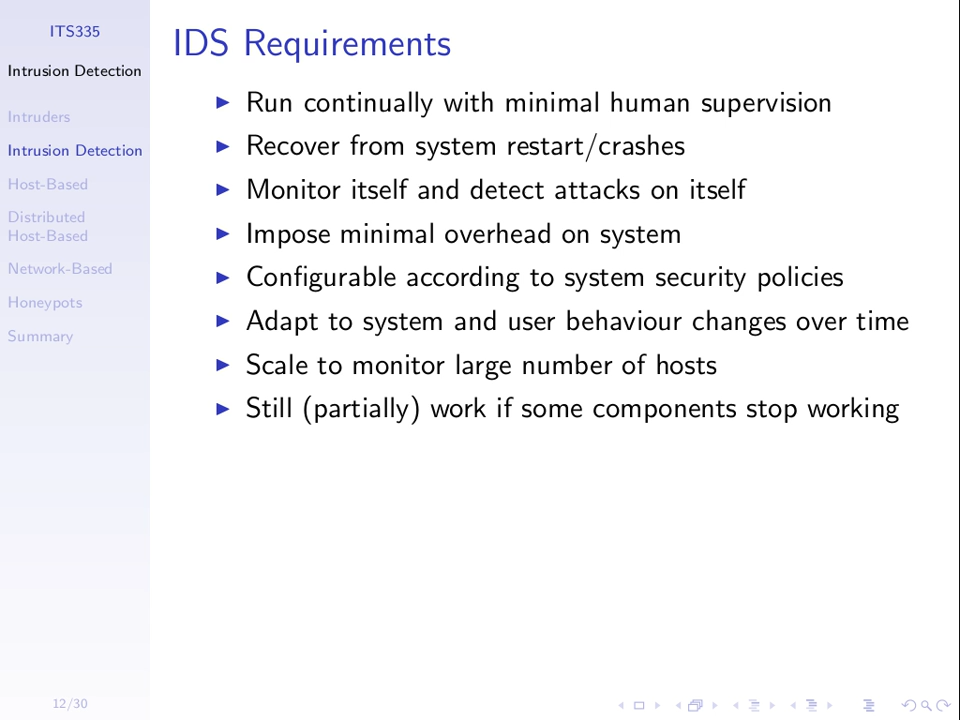 ITS335
Intrusion Detection
Intruders
Intrusion Detection
Host-Based
Distributed
Host-Based
Network-Based
Honeypots
Summary
12/30
IDS Requirements
Run continually with minimal human supervision
Recover from system restart/crashes
Monitor itself and detect attacks on itself
Impose minimal overhead on system
Configurable according to system security policies
Adapt to system and user behaviour changes over time
Scale to monitor large number of hosts
Still (partially) work if some components stop working